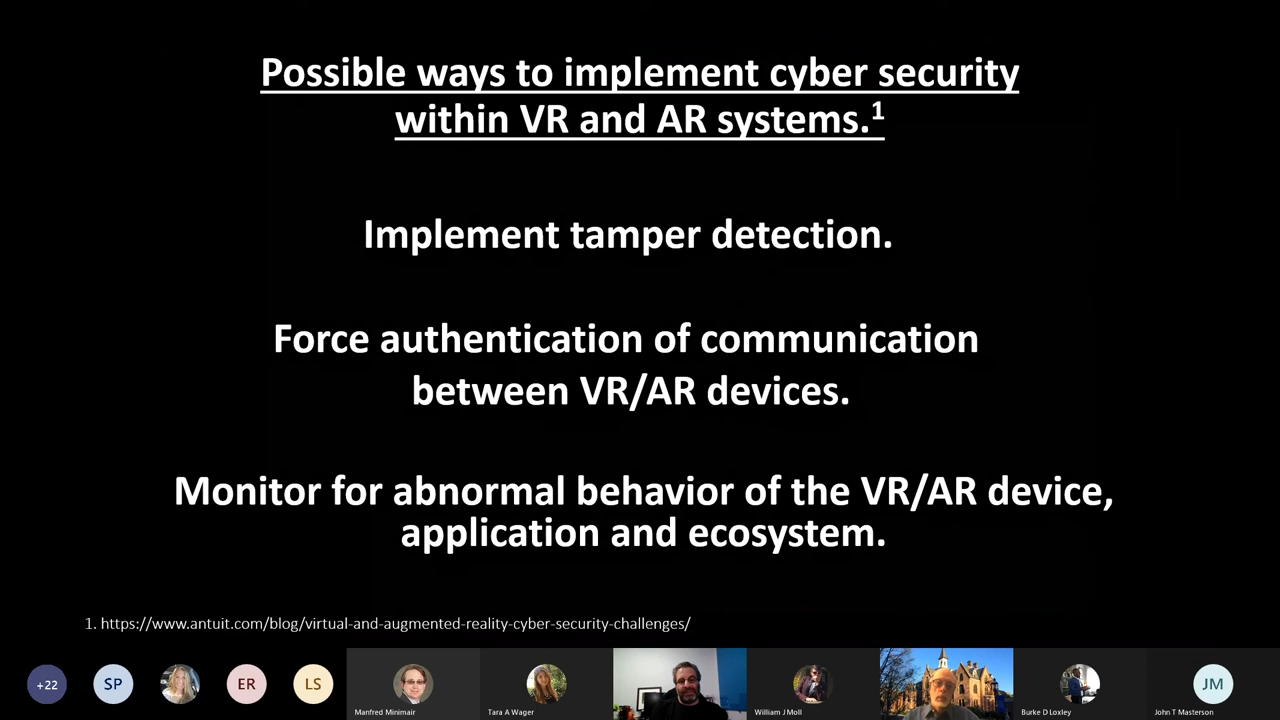 Possible ways to implement cyber security
within VR and AR systems.¹
Implement tamper detection.
Force authentication of communication
between VR/AR devices.
Monitor for abnormal behavior of the VR/AR device,
application and ecosystem.
1. https://www.antuit.com/blog/virtual-and-augmented-reality-cyber-security-challenges/
+22
SP
ER
LS
JM
Manfred Minimair
Tara A Wager
William J Moll
Burke D Loxley
John T Masterson